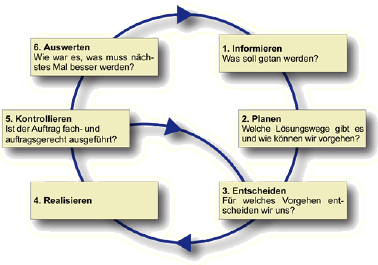 1. Informieren
Was soll getan werden?
2. Planen
Welche Lösungswege gibt es
und wie können wir vorgehen?
3. Entscheiden
Für welches Vorgehen ent-
scheiden wir uns?
4. Realisieren
5. Kontrollieren
Ist der Auftrag fach- und
auftragsgerecht ausgeführt?
6. Auswerten
Wie war es, was muss näch-
stes Mal besser werden?